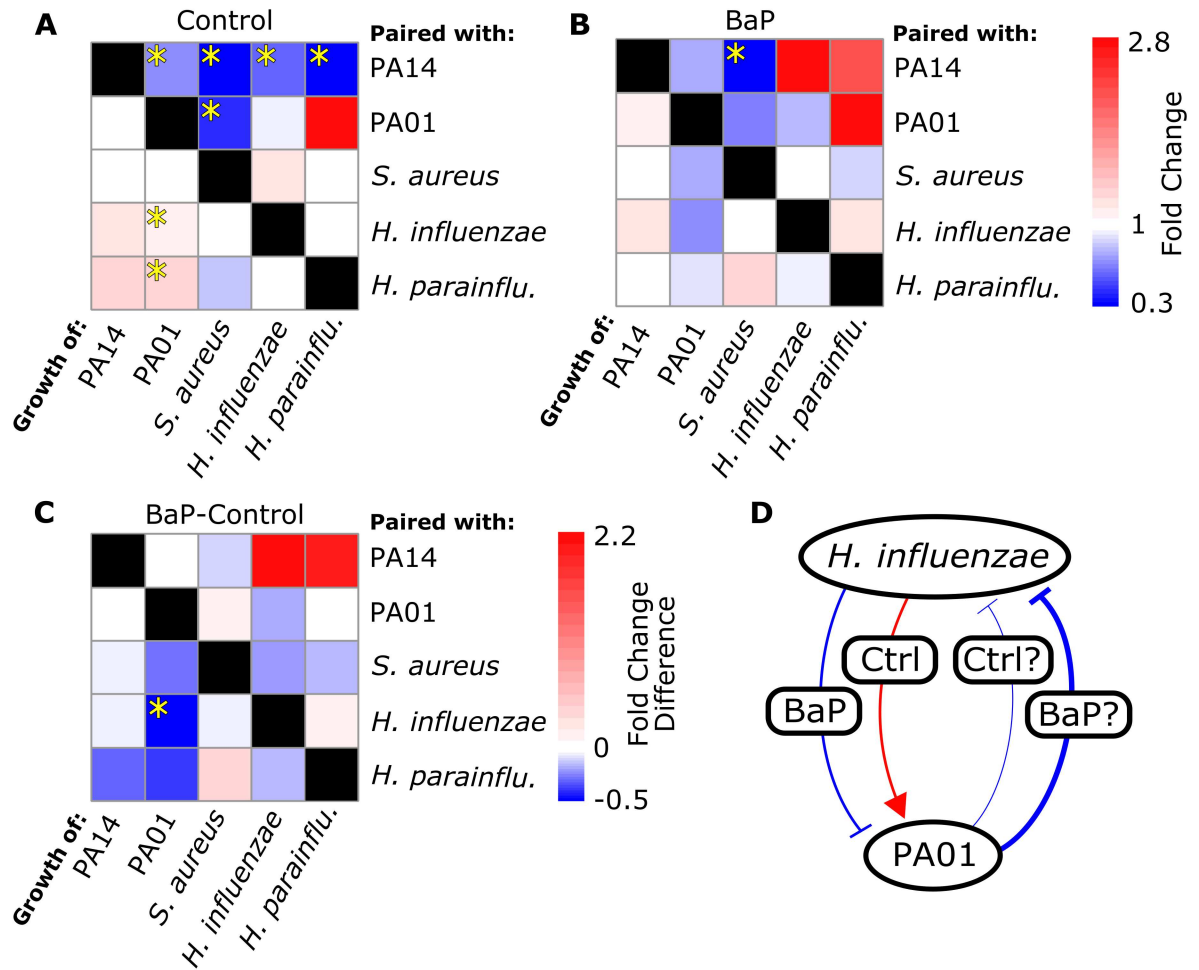 A
Control
Paired with:
PA14
PA01
S. aureus
H. influenzae
H. parainflu.
Growth of:
PA14
PA01
S. aureus
H. influenzae
H. parainflu.
B
BaP
Paired with:
PA14
PA01
S. aureus
H. influenzae
H. parainflu.
Growth of:
PA14
PA01
S. aureus
H. influenzae
H. parainflu.
2.8
1
0.3
Fold Change
C
BaP-Control
Paired with:
PA14
PA01
S. aureus
H. influenzae
H. parainflu.
Growth of:
PA14
PA01
S. aureus
H. influenzae
H. parainflu.
2.2
0
-0.5
Fold Change
Difference
D
H. influenzae
Ctrl
Ctrl?
BaP
BaP?
PA01